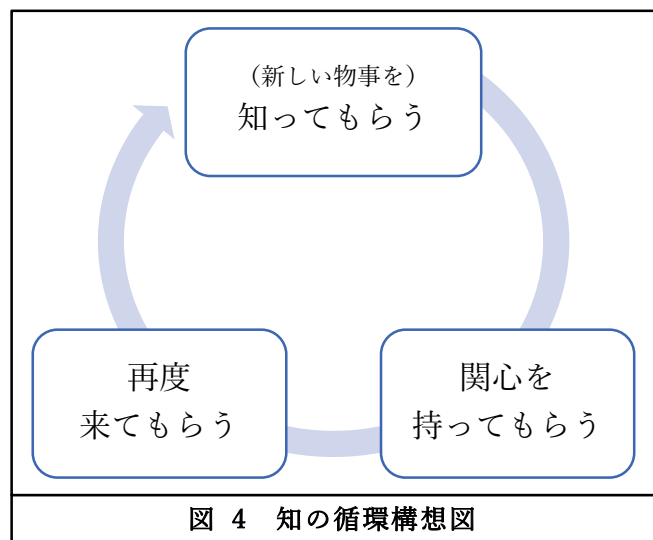 （新しい物事を）
知ってもらう
関心を
持ってもらう
再度
来てもらう
図 4　知の循環構想図